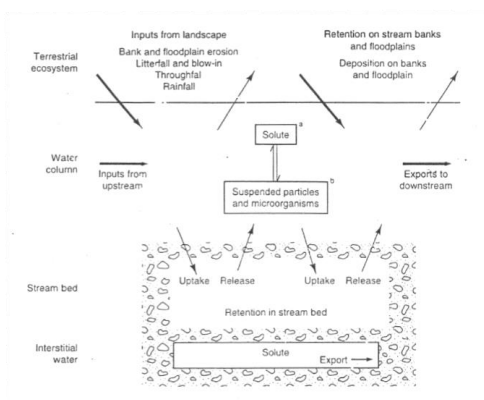 Inputs from landscape
Bank and floodplain erosion
Litterfall and blow-in
Throughfal
Rainfall
Retention on stream banks
and floodplains
Deposition on banks
and floodplain
Terrestrial
ecosystem
Solute a
Water
column
Inputs from
upstream
Suspended particles
and microorganisms b
Exports to
downstream
Uptake Release Uptake Release
Stream bed
Retention in stream bed
Interstitial
water
Solute
Export